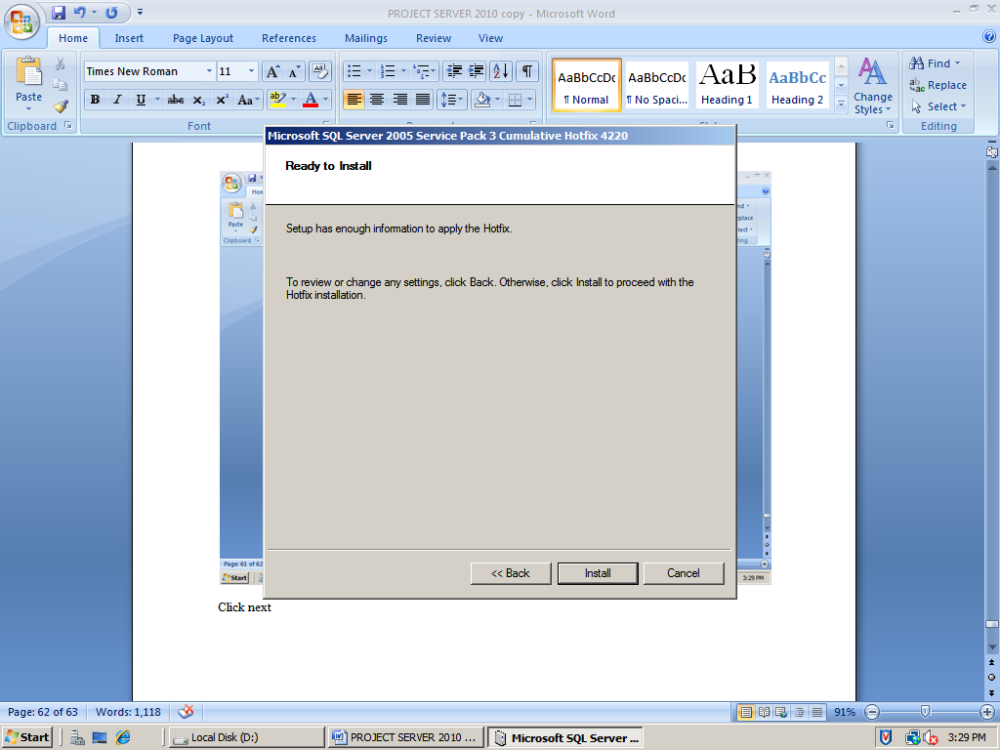 PROJECT SERVER 2010 copy - Microsoft Word
Home Insert Page Layout References Mailings Review View
Paste
Clipboard
Times New Roman 11
B I U abc x₂ x² Aa
Font
AaBbCcDc AaBbCcDc AaB AaBbCc
¶ Normal ¶ No Spaci... Heading 1 Heading 2
Change Styles
Find
Replace
Select
Editing
Microsoft SQL Server 2005 Service Pack 3 Cumulative Hotfix 4220
Ready to Install
Setup has enough information to apply the Hotfix.
To review or change any settings, click Back. Otherwise, click Install to proceed with the
Hotfix installation.
<< Back Install Cancel
Paste
Clipboard
Page: 61 of 62
Start
3:29 PM
Click next
Page: 62 of 63 Words: 1,118 91%
Start Local Disk (D:) PROJECT SERVER 2010 ... Microsoft SQL Server ... 3:29 PM